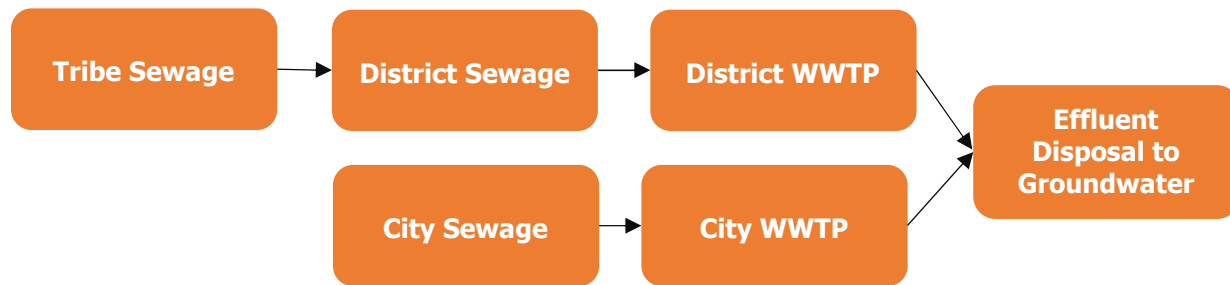 Tribe Sewage
District Sewage
District WWTP
Effluent
Disposal to
Groundwater
City Sewage
City WWTP